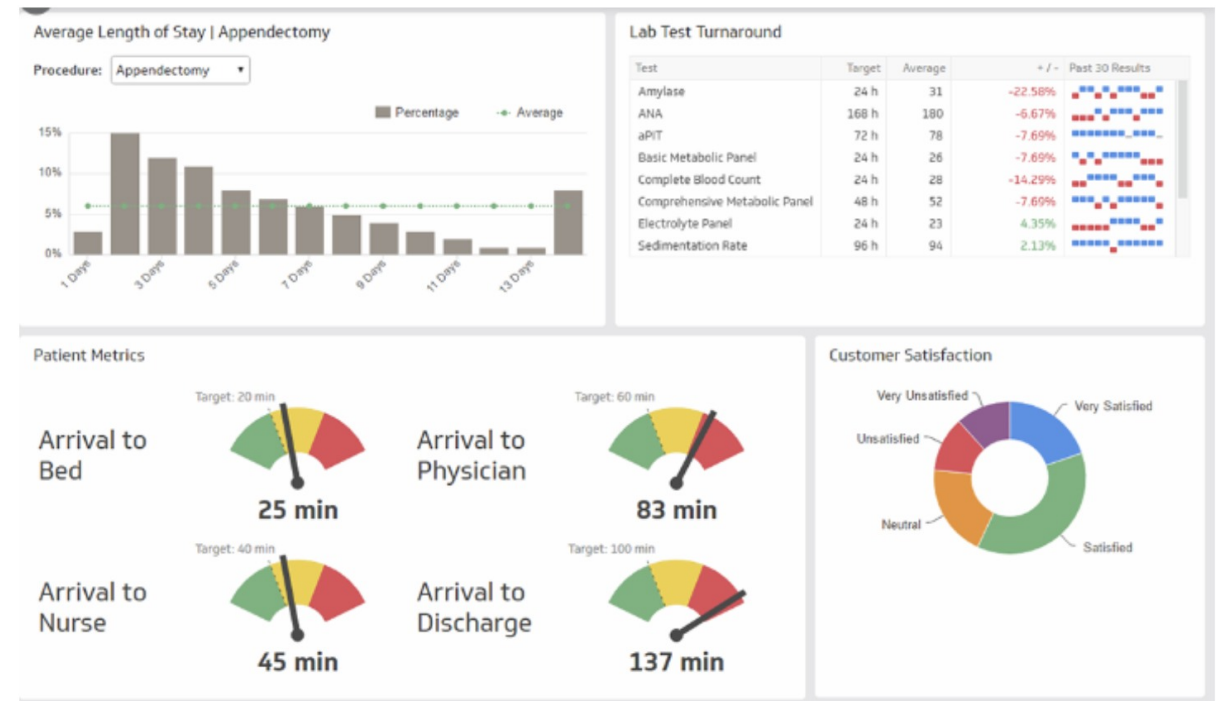 Average Length of Stay | Appendectomy
Procedure: Appendectomy
Percentage Average
15%
10%
5%
0%
1 Days 3 Days 5 Days 7 Days 9 Days 11 Days 13 Days
Lab Test Turnaround
Test Target Average + / - Past 30 Results
Amylase 24 h 31 -22.58%
ANA 168 h 180 -6.67%
aPIT 72 h 78 -7.69%
Basic Metabolic Panel 24 h 26 -7.69%
Complete Blood Count 24 h 28 -14.29%
Comprehensive Metabolic Panel 48 h 52 -7.69%
Electrolyte Panel 24 h 23 4.35%
Sedimentation Rate 96 h 94 2.13%
Patient Metrics
Target: 20 min
Arrival to
Bed
25 min
Target: 60 min
Arrival to
Physician
83 min
Target: 40 min
Arrival to
Nurse
45 min
Target: 100 min
Arrival to
Discharge
137 min
Customer Satisfaction
Very Unsatisfied
Very Satisfied
Unsatisfied
Neutral
Satisfied